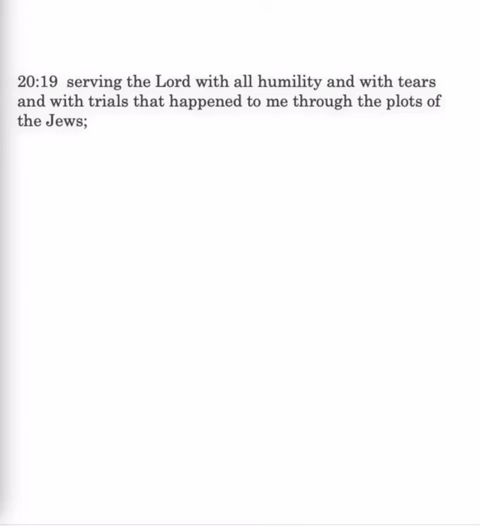 20:19 serving the Lord with all humility and with tears
and with trials that happened to me through the plots of
the Jews;